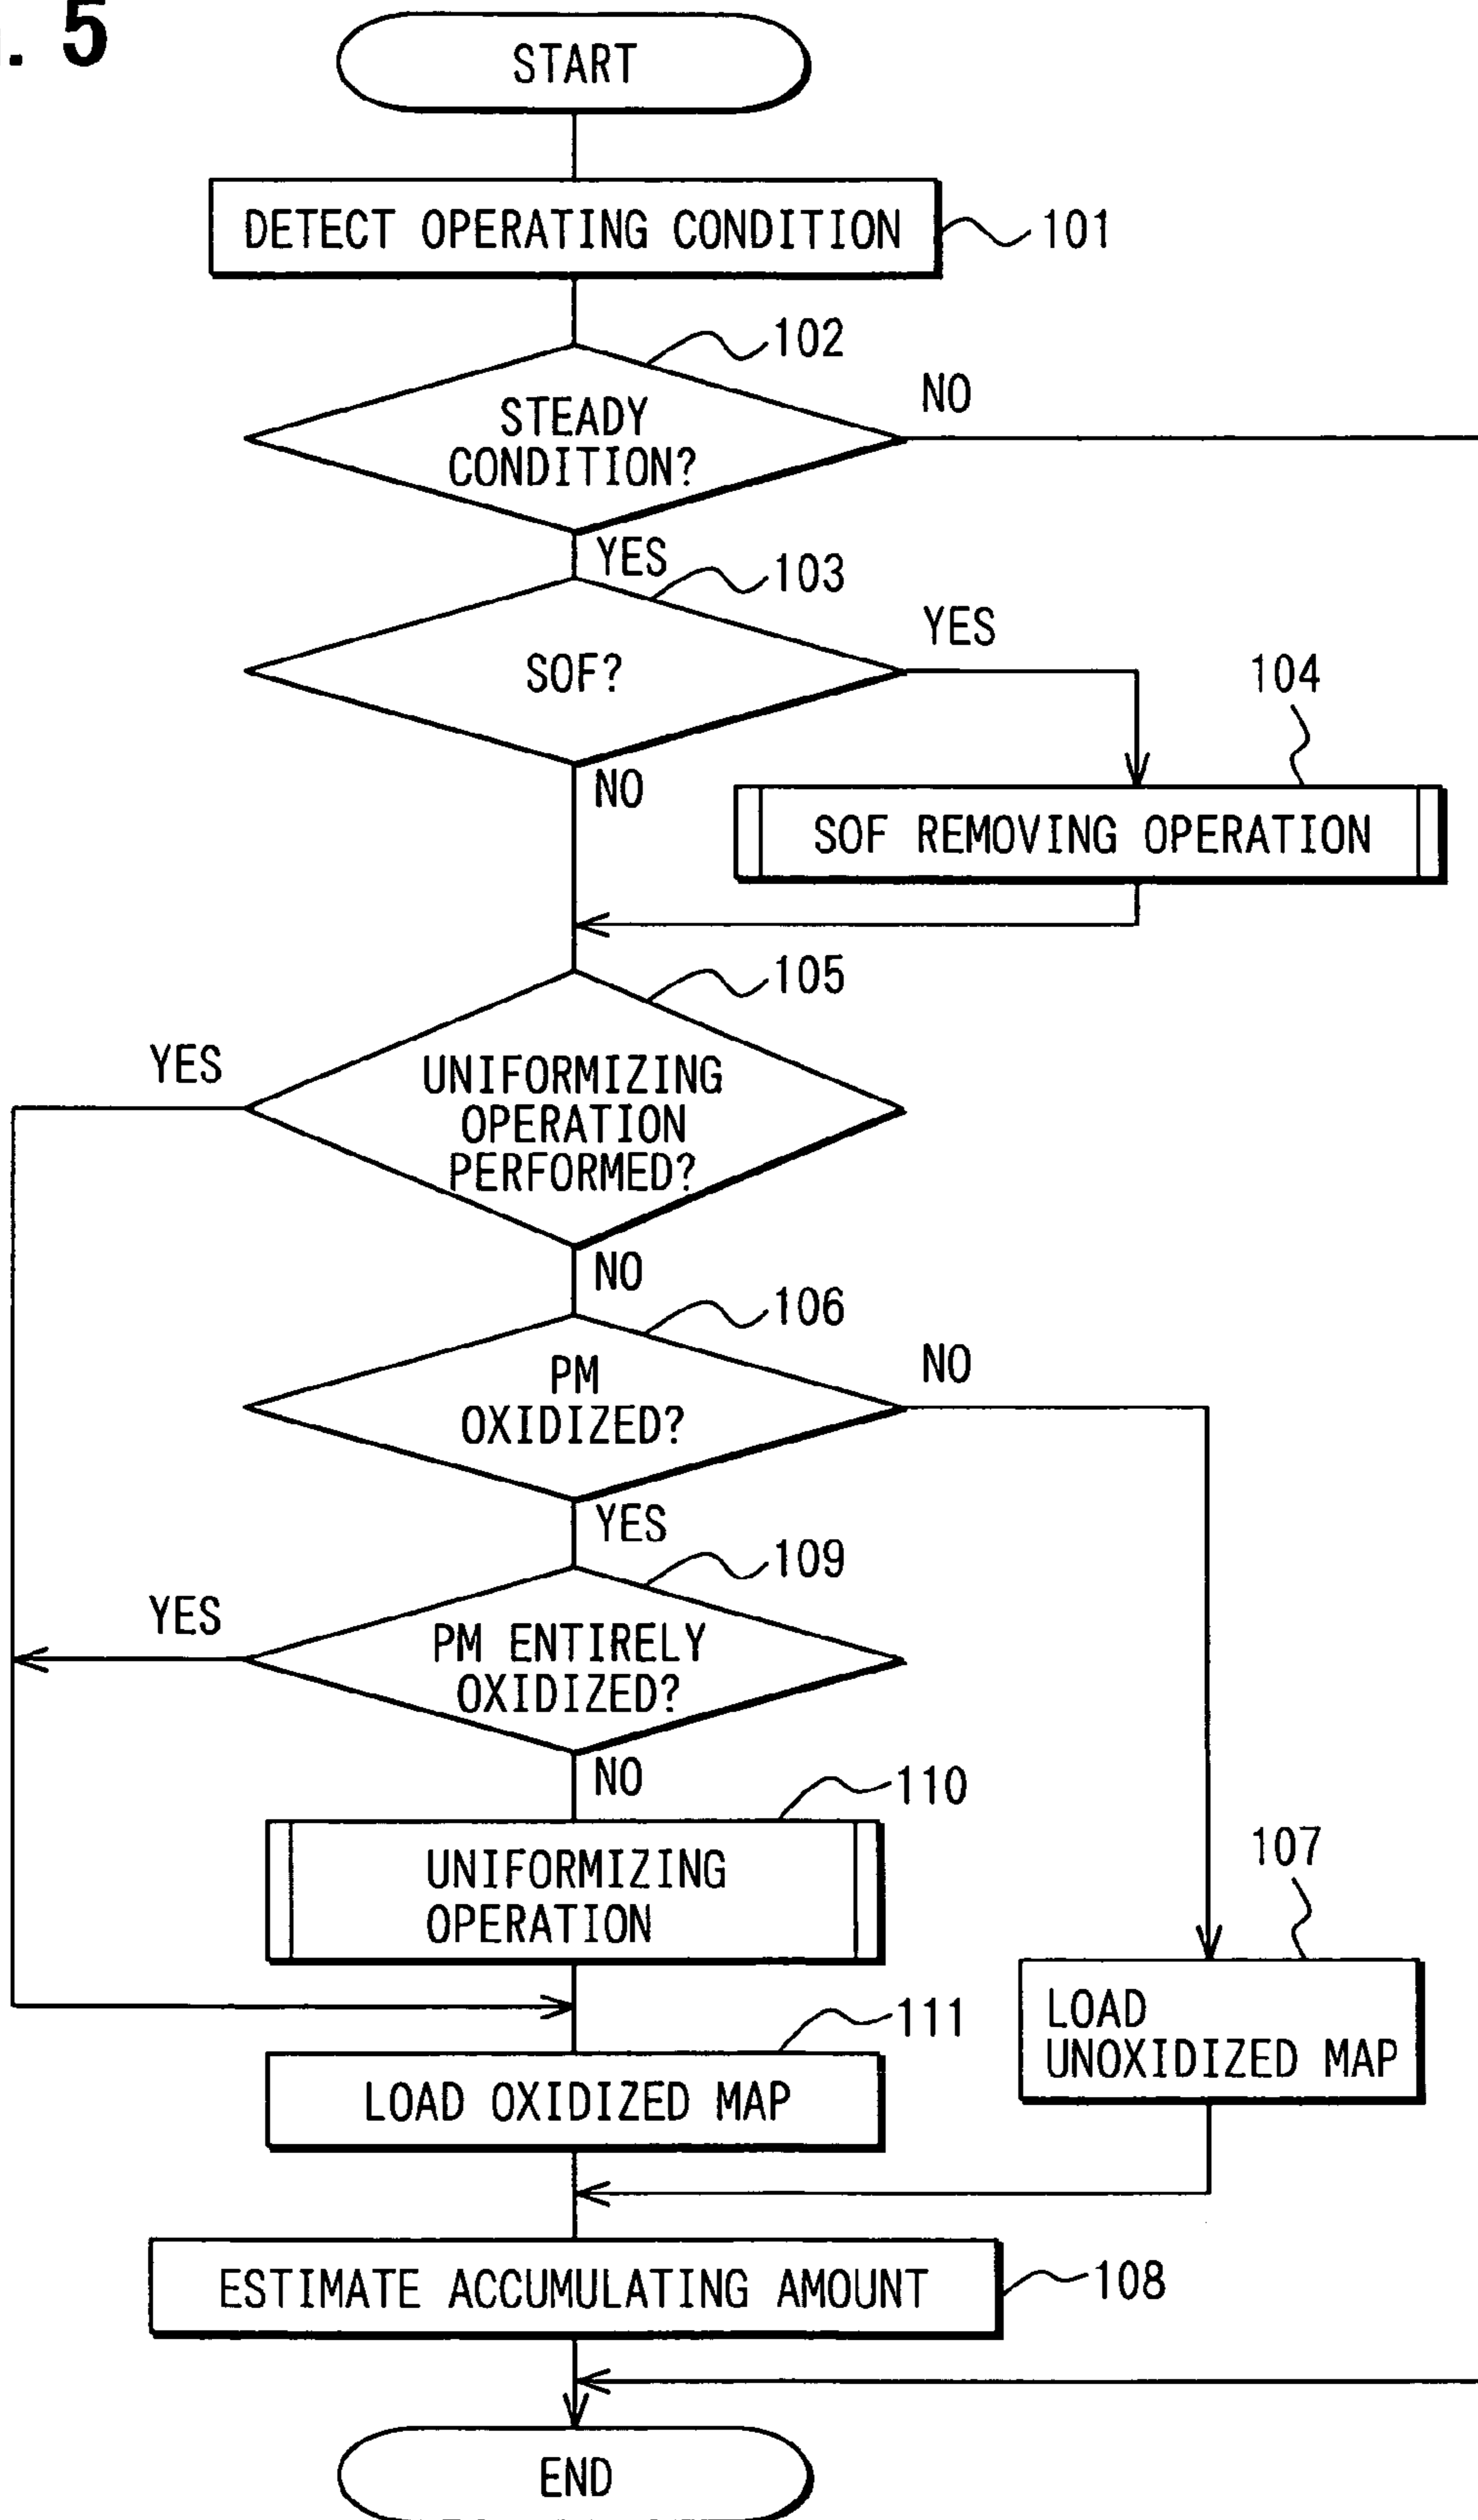 . 5
START
DETECT OPERATING CONDITION
101
102
STEADY
CONDITION?
NO
YES
103
SOF?
YES
104
NO
SOF REMOVING OPERATION
105
YES
UNIFORMIZING
OPERATION
PERFORMED?
NO
106
PM
OXIDIZED?
NO
YES
109
YES
PM ENTIRELY
OXIDIZED?
NO
110
UNIFORMIZING
OPERATION
107
LOAD
UNOXIDIZED MAP
111
LOAD OXIDIZED MAP
ESTIMATE ACCUMULATING AMOUNT
108
END